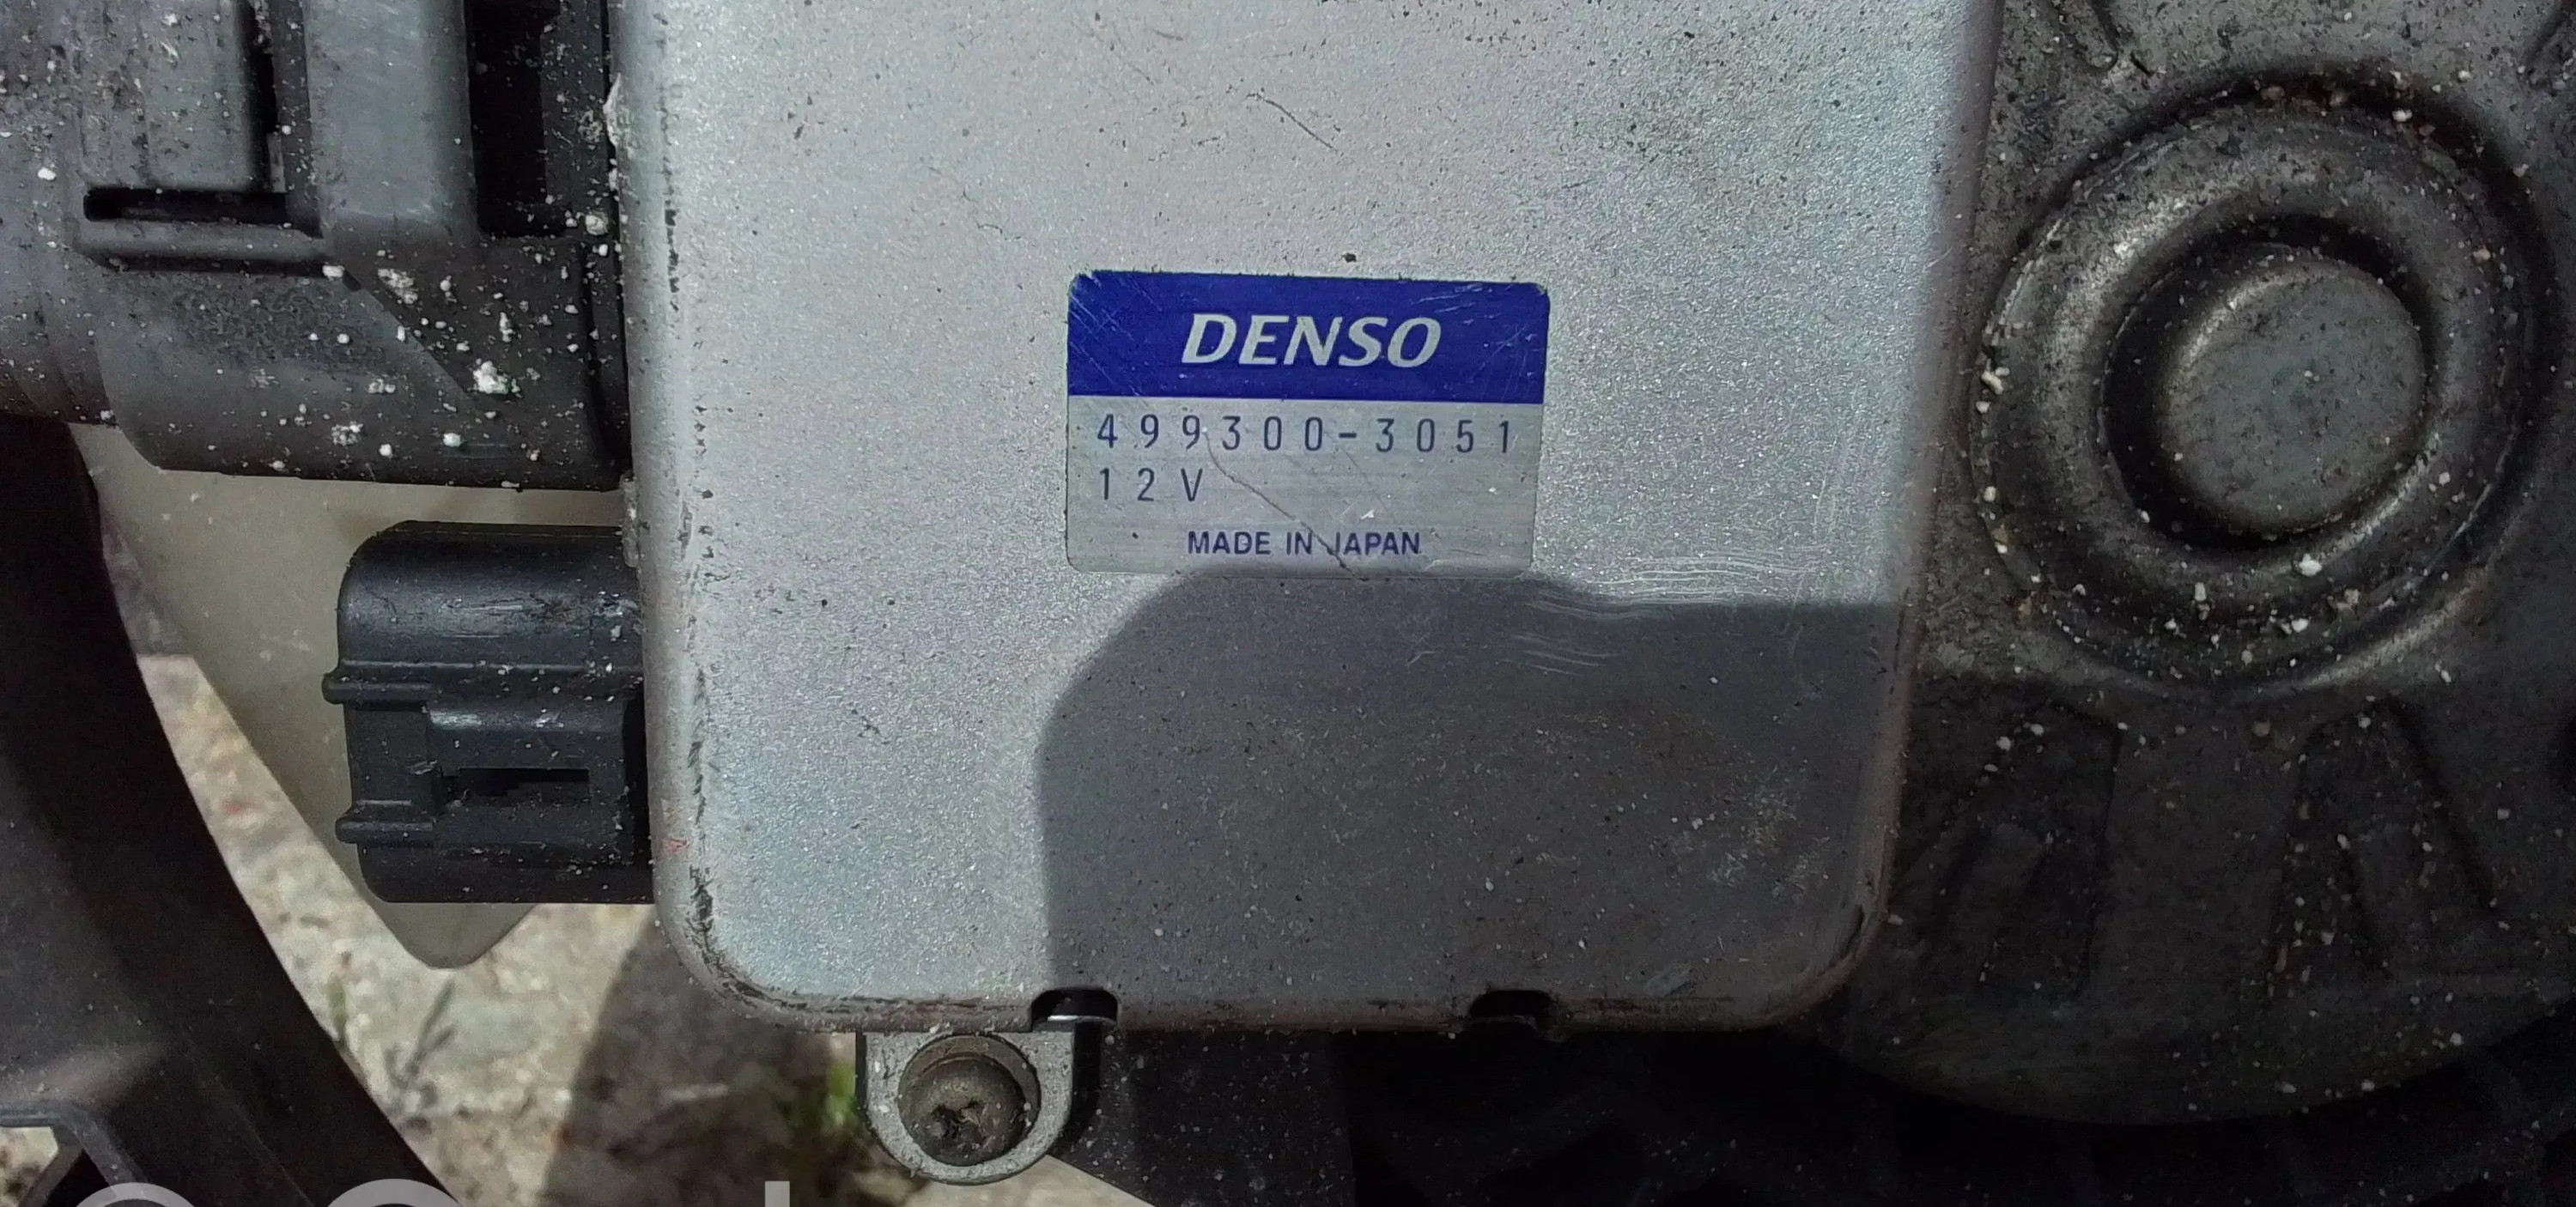 DENSO
499300-3051
12V
MADE IN JAPAN